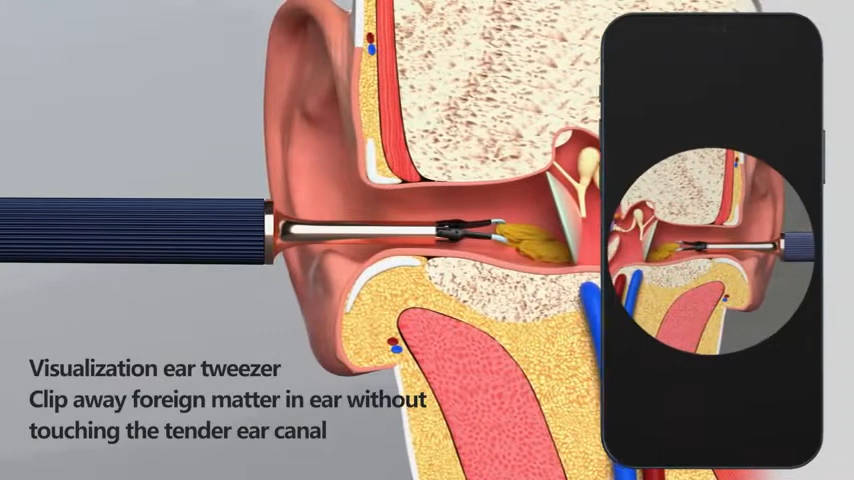 Visualization ear tweezer
Clip away foreign matter in ear without
touching the tender ear canal